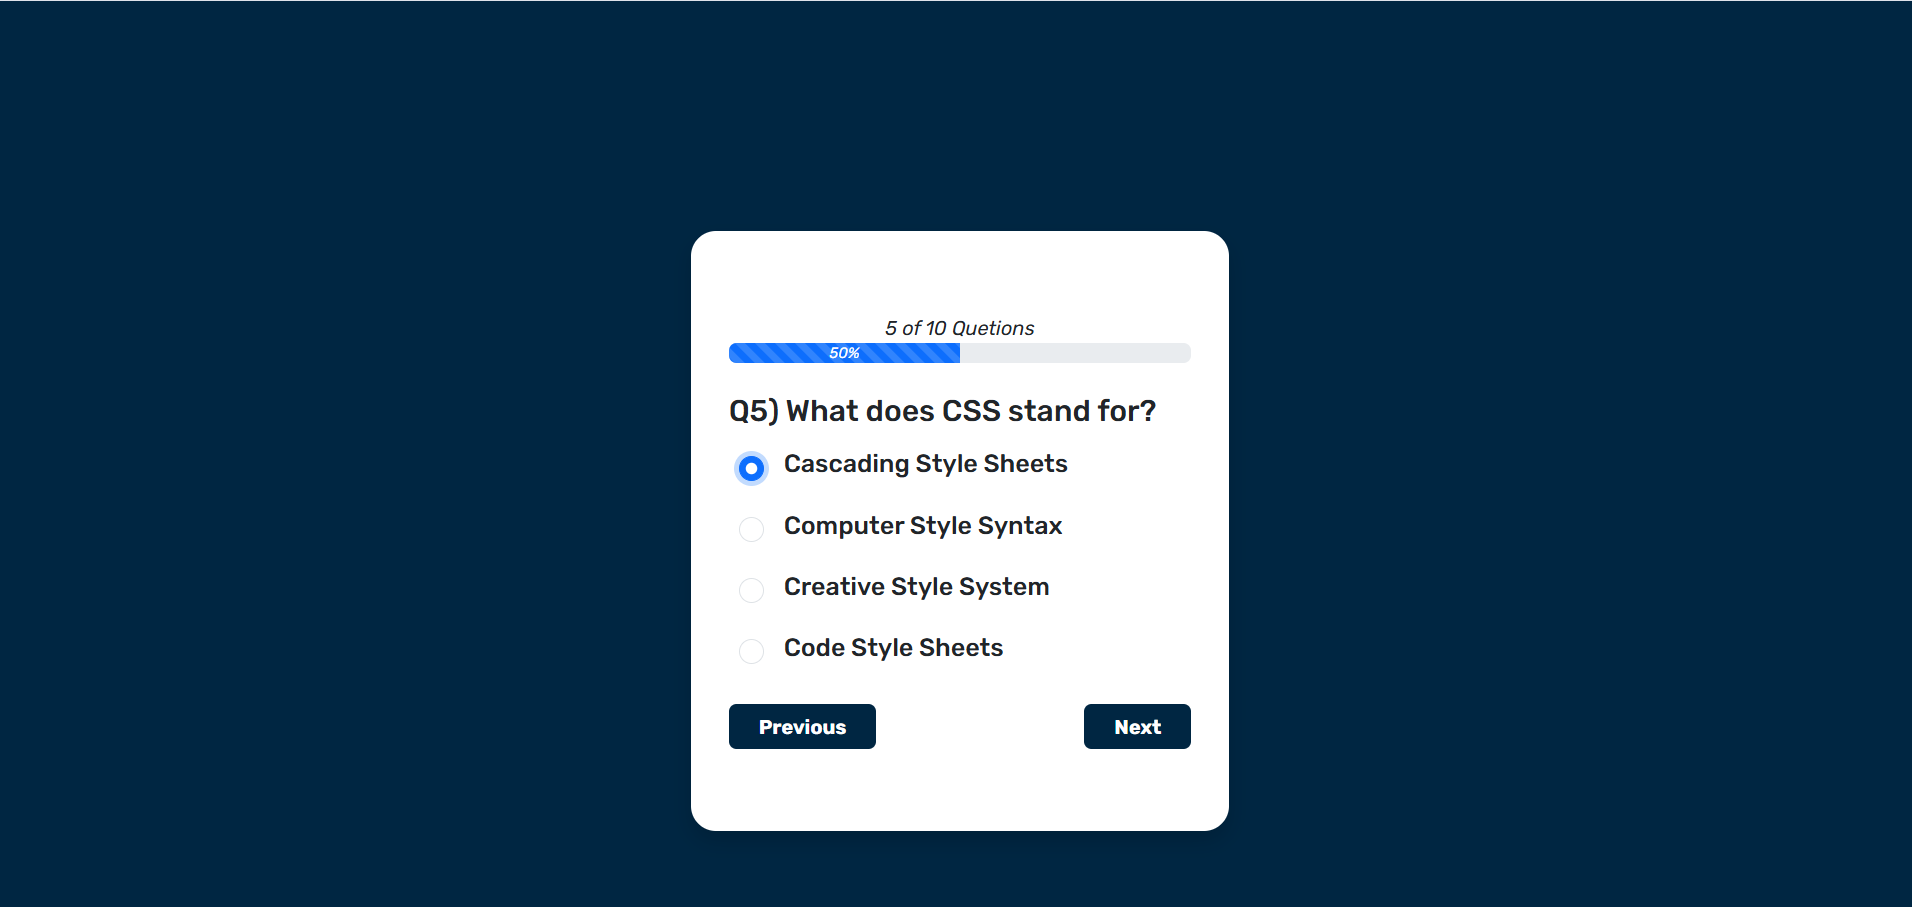 5 of 10 Quetions
50%
Q5) What does CSS stand for?
Cascading Style Sheets
Computer Style Syntax
Creative Style System
Code Style Sheets
Previous
Next